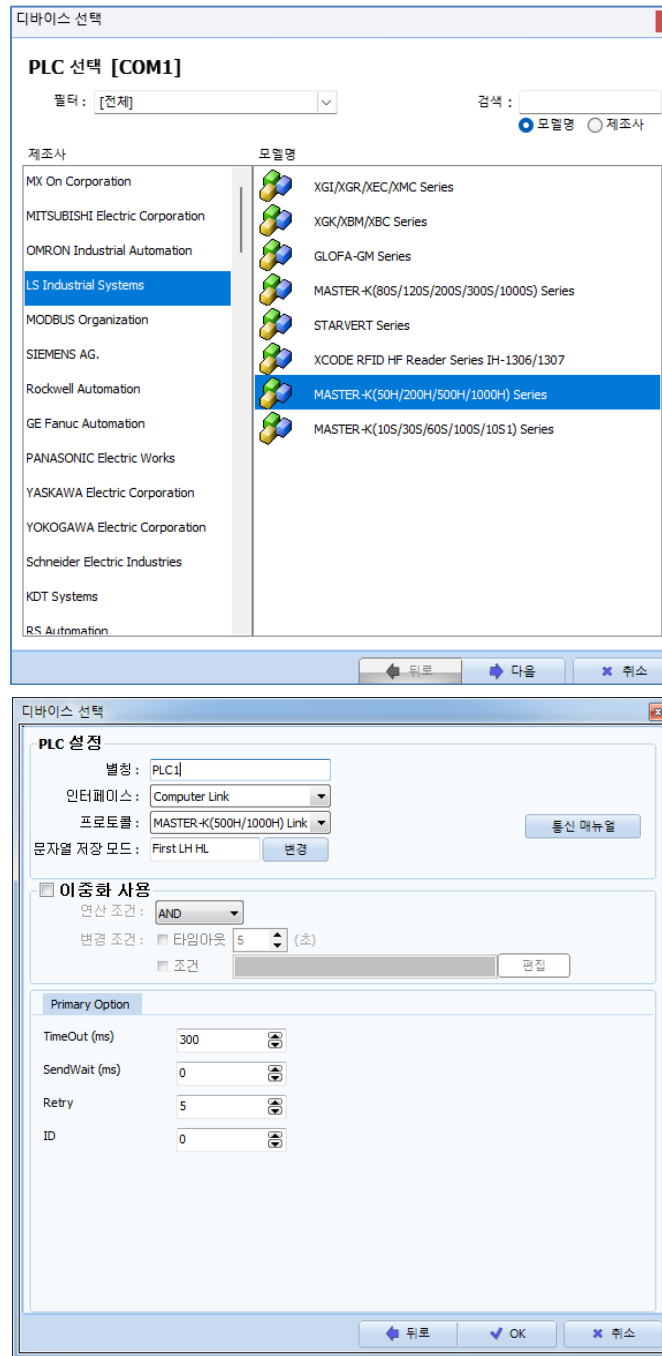 디바이스 선택
PLC 선택 [COM1]
필터 : [전체] 검색 :
모델명 제조사
제조사 모델명
MX On Corporation
MITSUBISHI Electric Corporation
OMRON Industrial Automation
LS Industrial Systems
MODBUS Organization
SIEMENS AG.
Rockwell Automation
GE Fanuc Automation
PANASONIC Electric Works
YASKAWA Electric Corporation
YOKOGAWA Electric Corporation
Schneider Electric Industries
KDT Systems
RS Automation
XGI/XGR/XEC/XMC Series
XGK/XBM/XBC Series
GLOFA-GM Series
MASTER-K(80S/120S/200S/300S/1000S) Series
STARVERT Series
XCODE RFID HF Reader Series IH-1306/1307
MASTER-K(50H/200H/500H/1000H) Series
MASTER-K(10S/30S/60S/100S/10S1) Series
뒤로 다음 취소
디바이스 선택
PLC 설정
별칭 : PLC1
인터페이스 : Computer Link
프로토콜 : MASTER-K(500H/1000H) Link 통신 매뉴얼
문자열 저장 모드 : First LH HL 변경
이중화 사용
연산 조건 : AND
변경 조건 : 타임아웃 5 (초)
조건 편집
Primary Option
TimeOut (ms) 300
SendWait (ms) 0
Retry 5
ID 0
뒤로 OK 취소